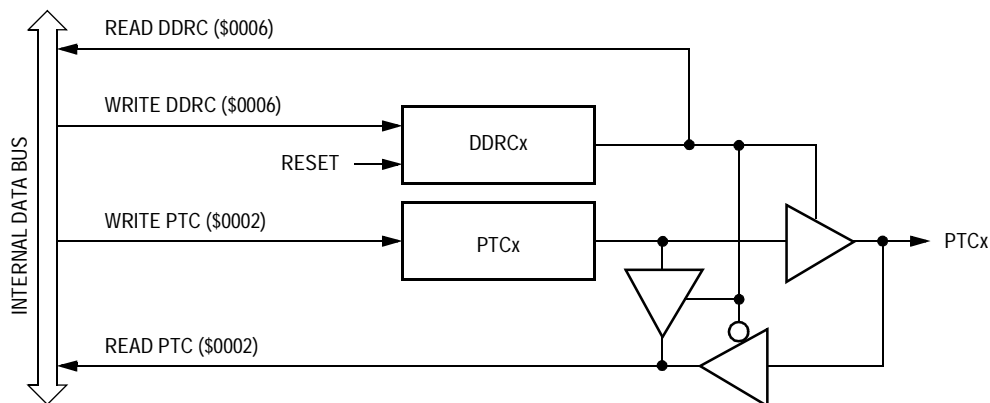 READ DDRC ($0006)
WRITE DDRC ($0006)
DDRCx
RESET
WRITE PTC ($0002)
PTCx
PTCx
READ PTC ($0002)
INTERNAL DATA BUS